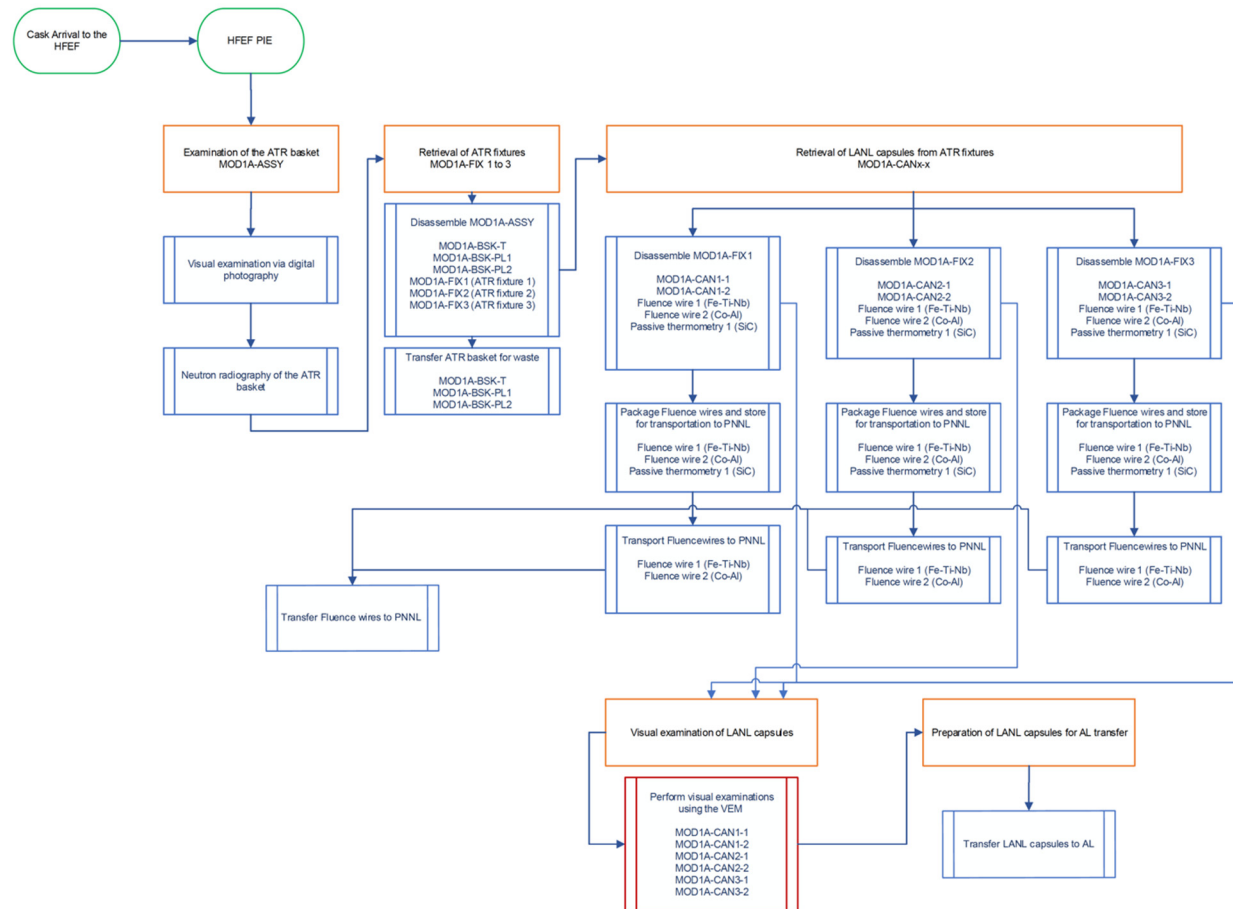 Cask Arrival to the
HFEF
HFEF PIE
Examination of the ATR basket
MOD1A-ASSY
Retrieval of ATR fixtures
MOD1A-FIX 1 to 3
Retrieval of LANL capsules from ATR fixtures
MOD1A-CANx-x
Visual examination via digital
photography
Neutron radiography of the ATR
basket
Disassemble MOD1A-ASSY
MOD1A-BSK-T
MOD1A-BSK-PL1
MOD1A-BSK-PL2
MOD1A-FIX1 (ATR fixture 1)
MOD1A-FIX2 (ATR fixture 2)
MOD1A-FIX3 (ATR fixture 3)
Transfer ATR basket for waste
MOD1A-BSK-T
MOD1A-BSK-PL1
MOD1A-BSK-PL2
Disassemble MOD1A-FIX1
MOD1A-CAN1-1
MOD1A-CAN1-2
Fluence wire 1 (Fe-Ti-Nb)
Fluence wire 2 (Co-Al)
Passive thermometry 1 (SiC)
Disassemble MOD1A-FIX2
MOD1A-CAN2-1
MOD1A-CAN2-2
Fluence wire 1 (Fe-Ti-Nb)
Fluence wire 2 (Co-Al)
Passive thermometry 1 (SiC)
Disassemble MOD1A-FIX3
MOD1A-CAN3-1
MOD1A-CAN3-2
Fluence wire 1 (Fe-Ti-Nb)
Fluence wire 2 (Co-Al)
Passive thermometry 1 (SiC)
Package Fluence wires and store
for transportation to PNNL
Fluence wire 1 (Fe-Ti-Nb)
Fluence wire 2 (Co-Al)
Passive thermometry 1 (SiC)
Package Fluence wires and store
for transportation to PNNL
Fluence wire 1 (Fe-Ti-Nb)
Fluence wire 2 (Co-Al)
Passive thermometry 1 (SiC)
Package Fluence wires and store
for transportation to PNNL
Fluence wire 1 (Fe-Ti-Nb)
Fluence wire 2 (Co-Al)
Passive thermometry 1 (SiC)
Transport Fluencewires to PNNL
Fluence wire 1 (Fe-Ti-Nb)
Fluence wire 2 (Co-Al)
Transport Fluencewires to PNNL
Fluence wire 1 (Fe-Ti-Nb)
Fluence wire 2 (Co-Al)
Transport Fluencewires to PNNL
Fluence wire 1 (Fe-Ti-Nb)
Fluence wire 2 (Co-Al)
Transfer Fluence wires to PNNL
Visual examination of LANL capsules
Preparation of LANL capsules for AL transfer
Perform visual examinations
using the VEM
MOD1A-CAN1-1
MOD1A-CAN1-2
MOD1A-CAN2-1
MOD1A-CAN2-2
MOD1A-CAN3-1
MOD1A-CAN3-2
Transfer LANL capsules to AL